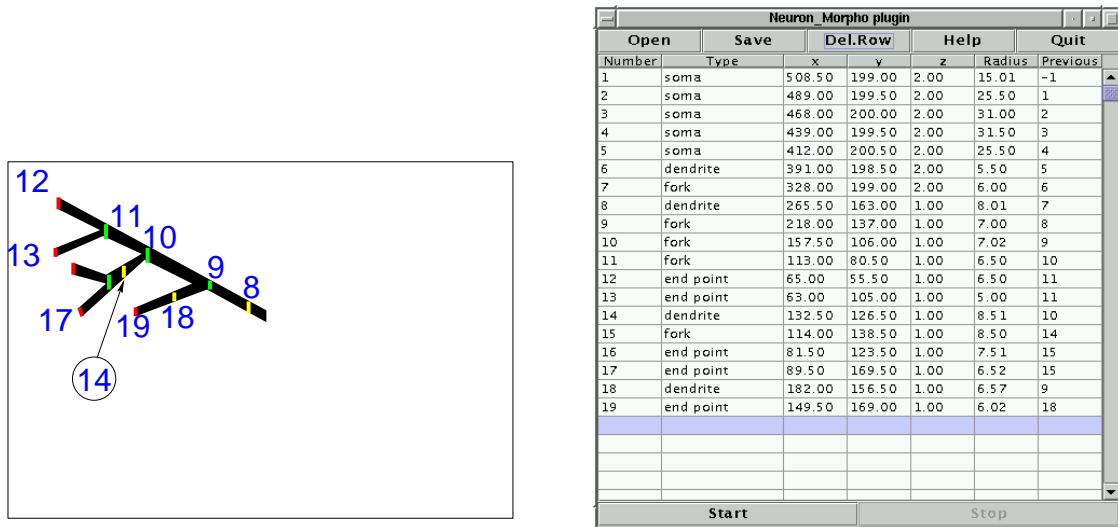 12
11
10
13
9
8
17
19
18
14
Neuron_Morpho plugin
Open Save Del.Row Help Quit
Number Type x y z Radius Previous
1 soma 508.50 199.00 2.00 15.01 -1
2 soma 489.00 199.50 2.00 25.50 1
3 soma 468.00 200.00 2.00 31.00 2
4 soma 439.00 199.50 2.00 31.50 3
5 soma 412.00 200.50 2.00 25.50 4
6 dendrite 391.00 198.50 2.00 5.50 5
7 fork 328.00 199.00 2.00 6.00 6
8 dendrite 265.50 163.00 1.00 8.01 7
9 fork 218.00 137.00 1.00 7.00 8
10 fork 157.50 106.00 1.00 7.02 9
11 fork 113.00 80.50 1.00 6.50 10
12 end point 65.00 55.50 1.00 6.50 11
13 end point 63.00 105.00 1.00 5.00 11
14 dendrite 132.50 126.50 1.00 8.51 10
15 fork 114.00 138.50 1.00 8.50 14
16 end point 81.50 123.50 1.00 7.51 15
17 end point 89.50 169.50 1.00 6.52 15
18 dendrite 182.00 156.50 1.00 6.57 9
19 end point 149.50 169.00 1.00 6.02 18
Start Stop